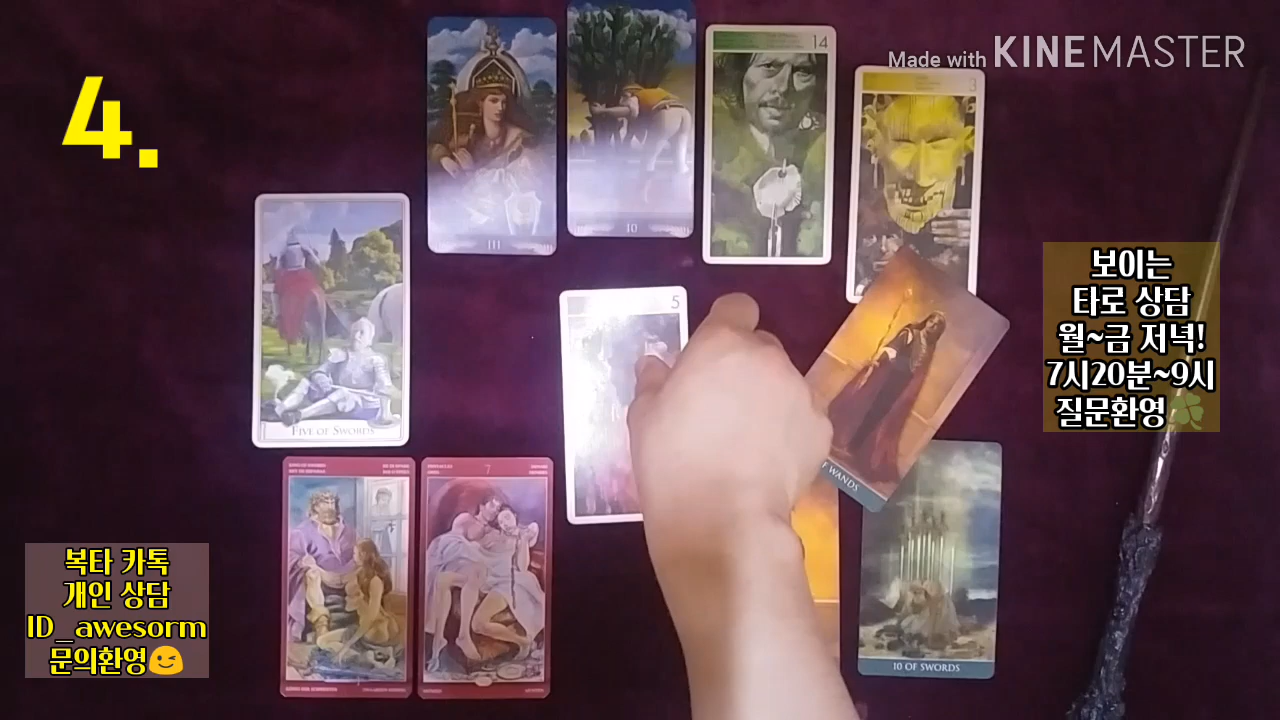 4.
Made with KINEMASTER
III
10
14
3
5
FIVE OF SWORDS
보이는
타로 상담
월~금 저녁!
7시20분~9시
질문환영🍀
WANDS
7
10 OF SWORDS
복타 카톡
개인 상담
ID_awesorm
문의환영😉